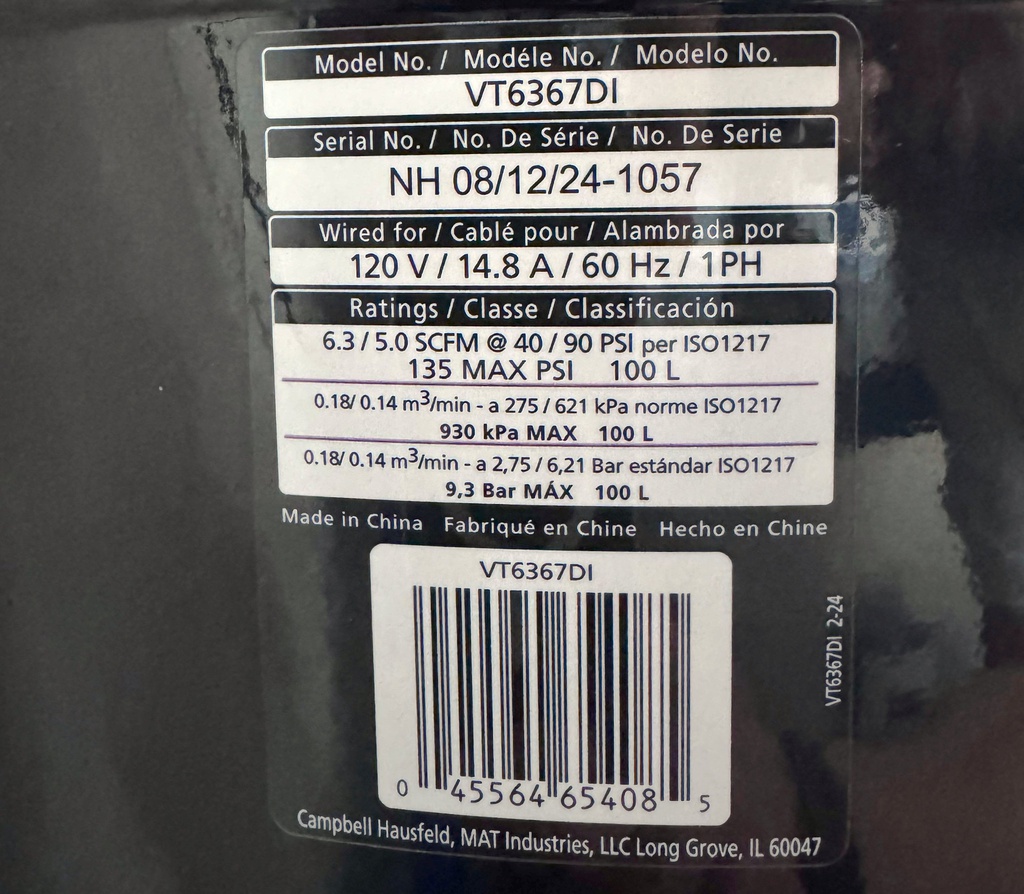 Model No. / Modéle No. / Modelo No.
VT6367DI
Serial No. / No. De Série / No. De Serie
NH 08/12/24-1057
Wired for / Cablé pour / Alambrada por
120 V / 14.8 A / 60 Hz / 1PH
Ratings / Classe / Classificación
6.3 / 5.0 SCFM @ 40 / 90 PSI per ISO1217
135 MAX PSI 100 L
0.18/ 0.14 m³/min - a 275 / 621 kPa norme ISO1217
930 kPa MAX 100 L
0.18/ 0.14 m³/min - a 2,75 / 6,21 Bar estándar ISO1217
9,3 Bar MÁX 100 L
Made in China Fabriqué en Chine Hecho en Chine
VT6367DI
0 45564 65408 5
VT6367DI 2-24
Campbell Hausfeld, MAT Industries, LLC Long Grove, IL 60047